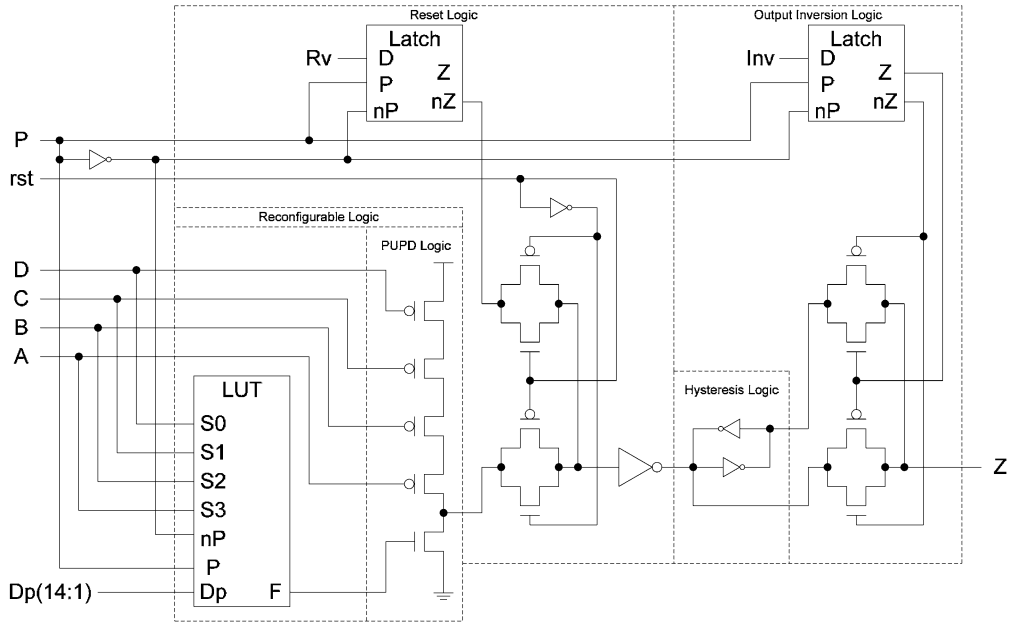 Reset Logic
Output Inversion Logic
Latch
Rv
D
P
nP
Z
nZ
Latch
Inv
D
P
nP
Z
nZ
P
rst
Reconfigurable Logic
PUPD Logic
D
C
B
A
Hysteresis Logic
LUT
S0
S1
S2
S3
nP
P
Dp(14:1)
Dp
F
Z